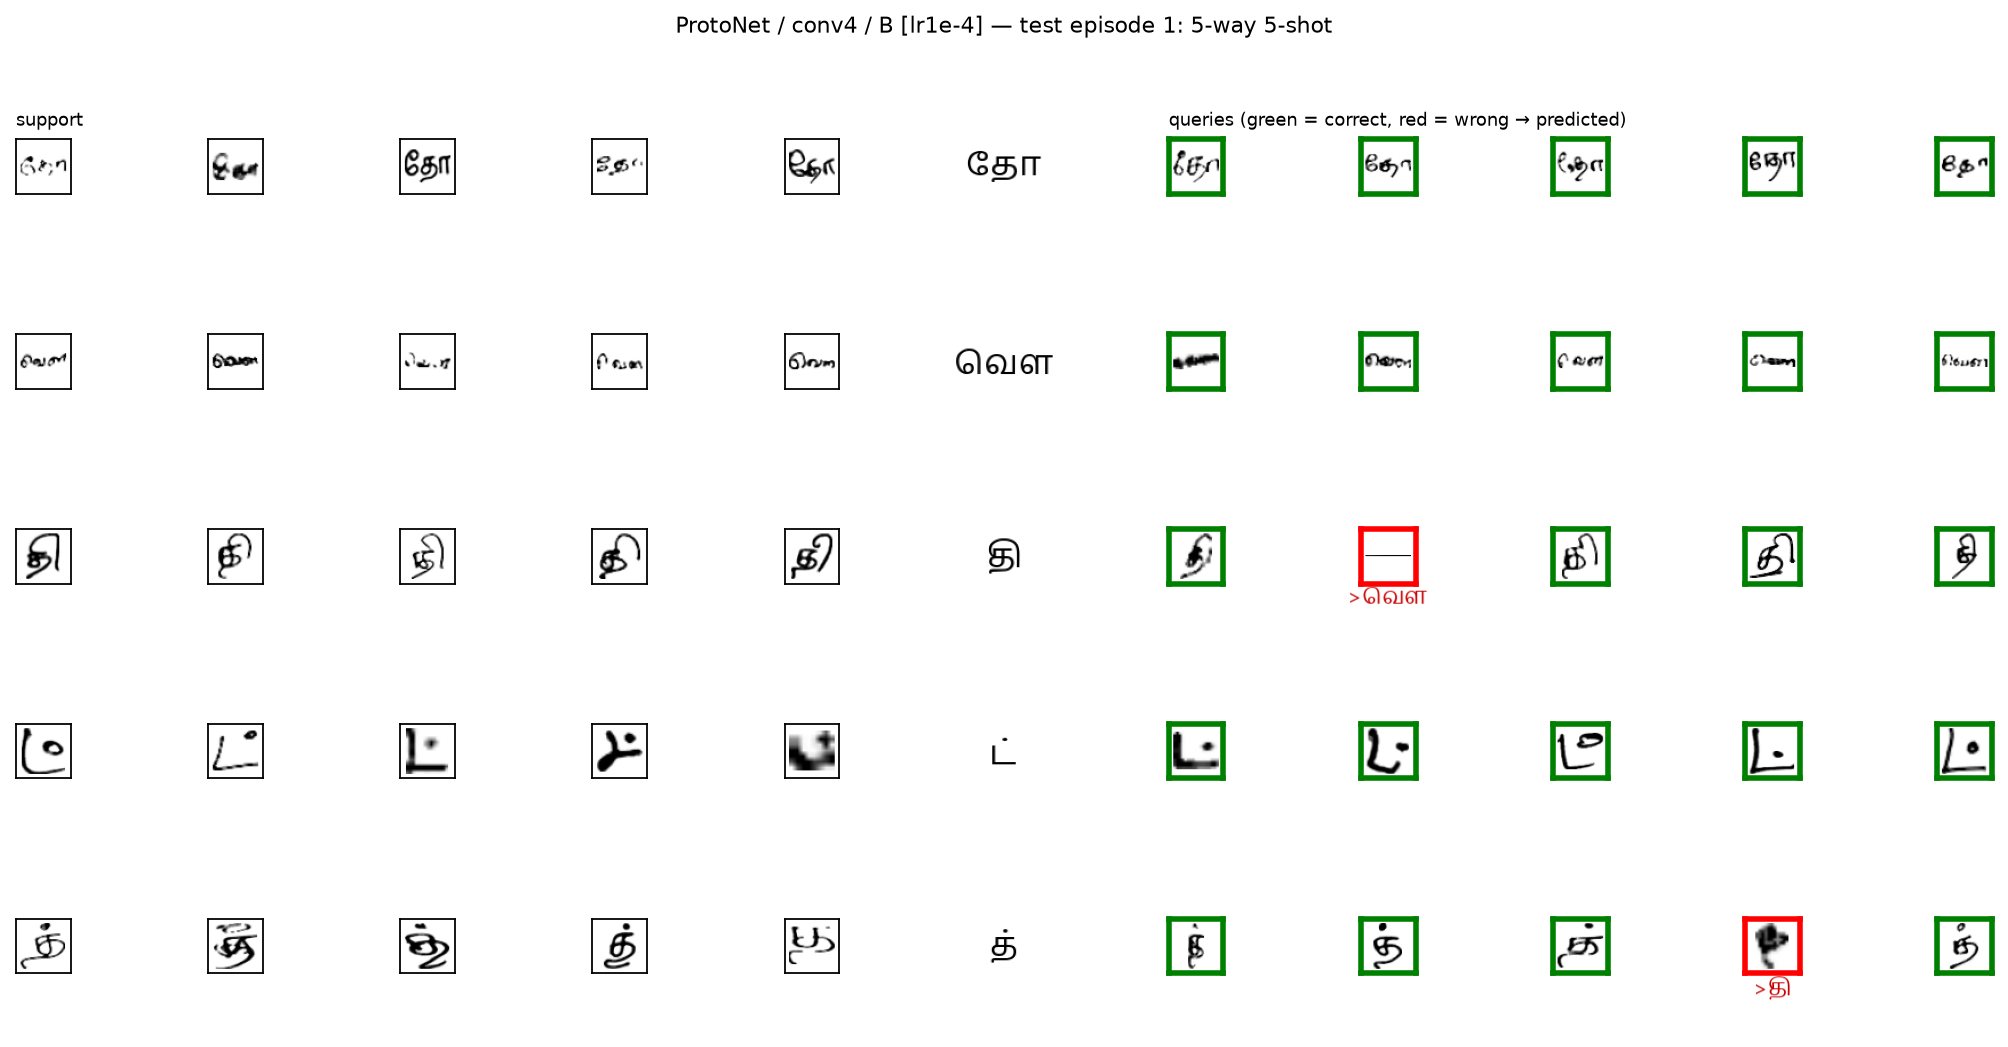 ProtoNet / conv4 / B [lr1e-4] — test episode 1: 5-way 5-shot
support
queries (green = correct, red = wrong → predicted)
தோ தோ தோ தோ தோ தோ தோ தோ தோ தோ தோ
வௌ வௌ வௌ வௌ வௌ வௌ வௌ வௌ வௌ வௌ
தி தி தி தி தி தி தி தி தி தி
>வௌ
ட் ட் ட் ட் ட் ட் ட் ட் ட் ட்
த் த் த் த் த் த் த் த் த்
>தி